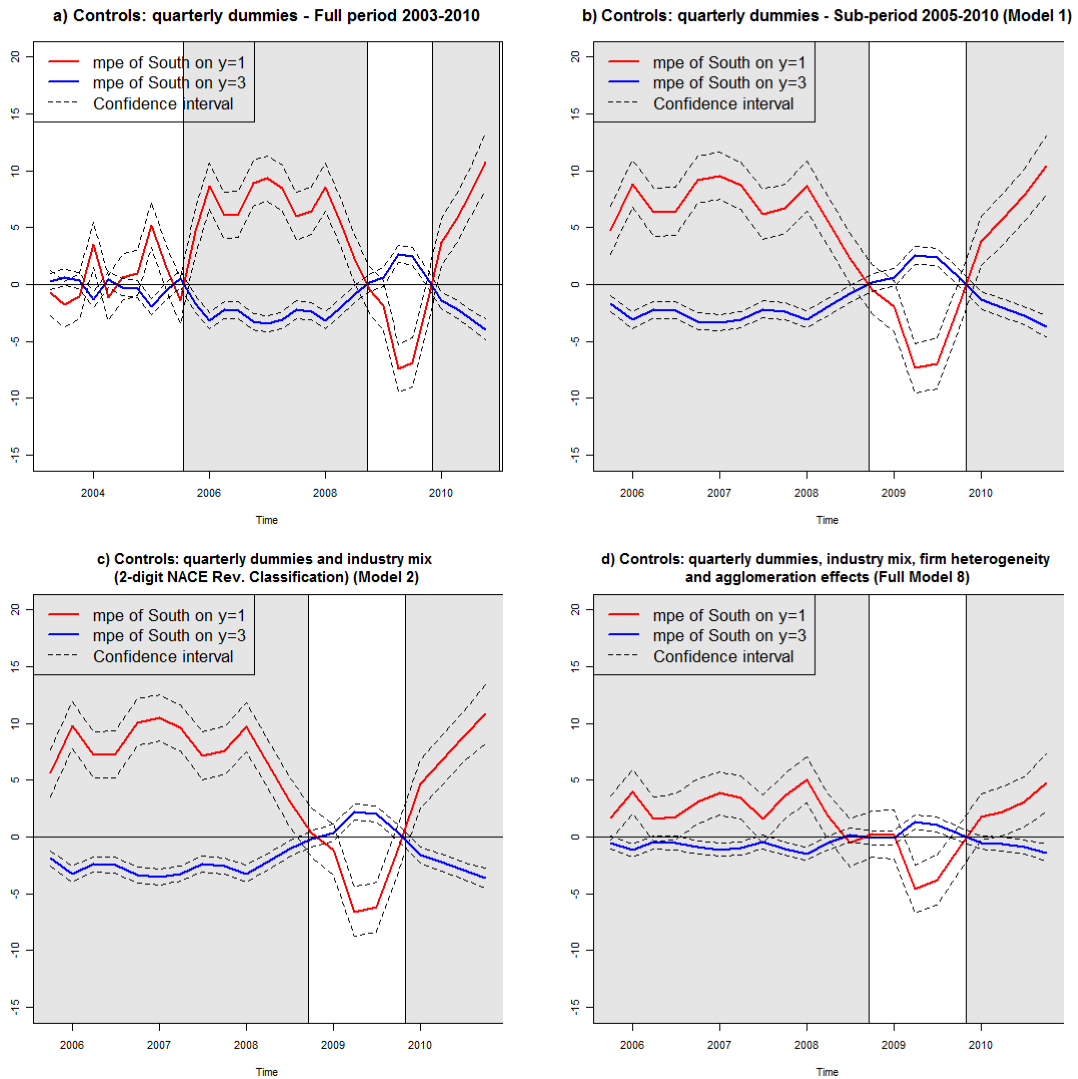 a) Controls: quarterly dummies - Full period 2003-2010
mpe of South on y=1
mpe of South on y=3
Confidence interval
20
15
10
5
0
-5
-10
-15
2004
2006
2008
2010
Time
b) Controls: quarterly dummies - Sub-period 2005-2010 (Model 1)
mpe of South on y=1
mpe of South on y=3
Confidence interval
20
15
10
5
0
-5
-10
-15
2006
2007
2008
2009
2010
Time
c) Controls: quarterly dummies and industry mix
(2-digit NACE Rev. Classification) (Model 2)
mpe of South on y=1
mpe of South on y=3
Confidence interval
20
15
10
5
0
-5
-10
-15
2006
2007
2008
2009
2010
Time
d) Controls: quarterly dummies, industry mix, firm heterogeneity
and agglomeration effects (Full Model 8)
mpe of South on y=1
mpe of South on y=3
Confidence interval
20
15
10
5
0
-5
-10
-15
2006
2007
2008
2009
2010
Time